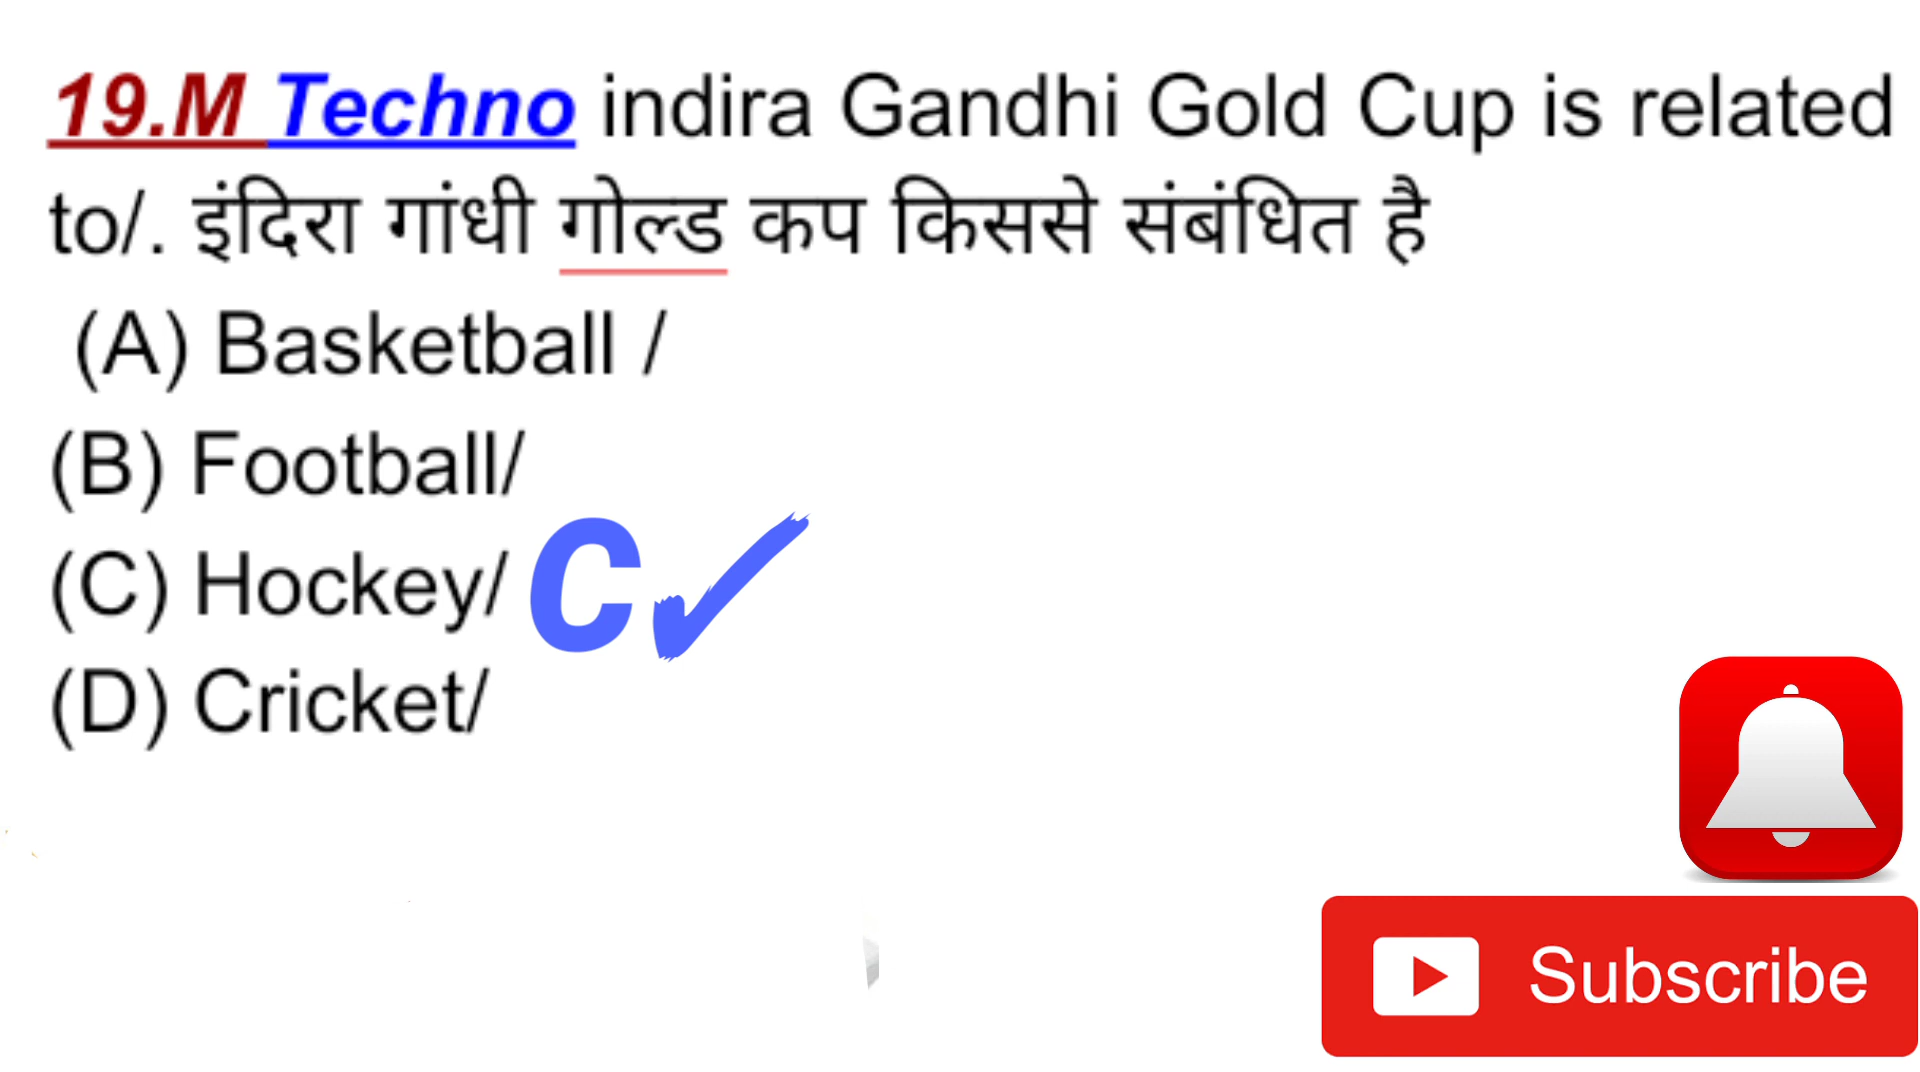 19.M Techno indira Gandhi Gold Cup is related
to/. इंदिरा गांधी गोल्ड कप किससे संबंधित है
(A) Basketball /
(B) Football/
(C) Hockey/ C✓
(D) Cricket/
Subscribe